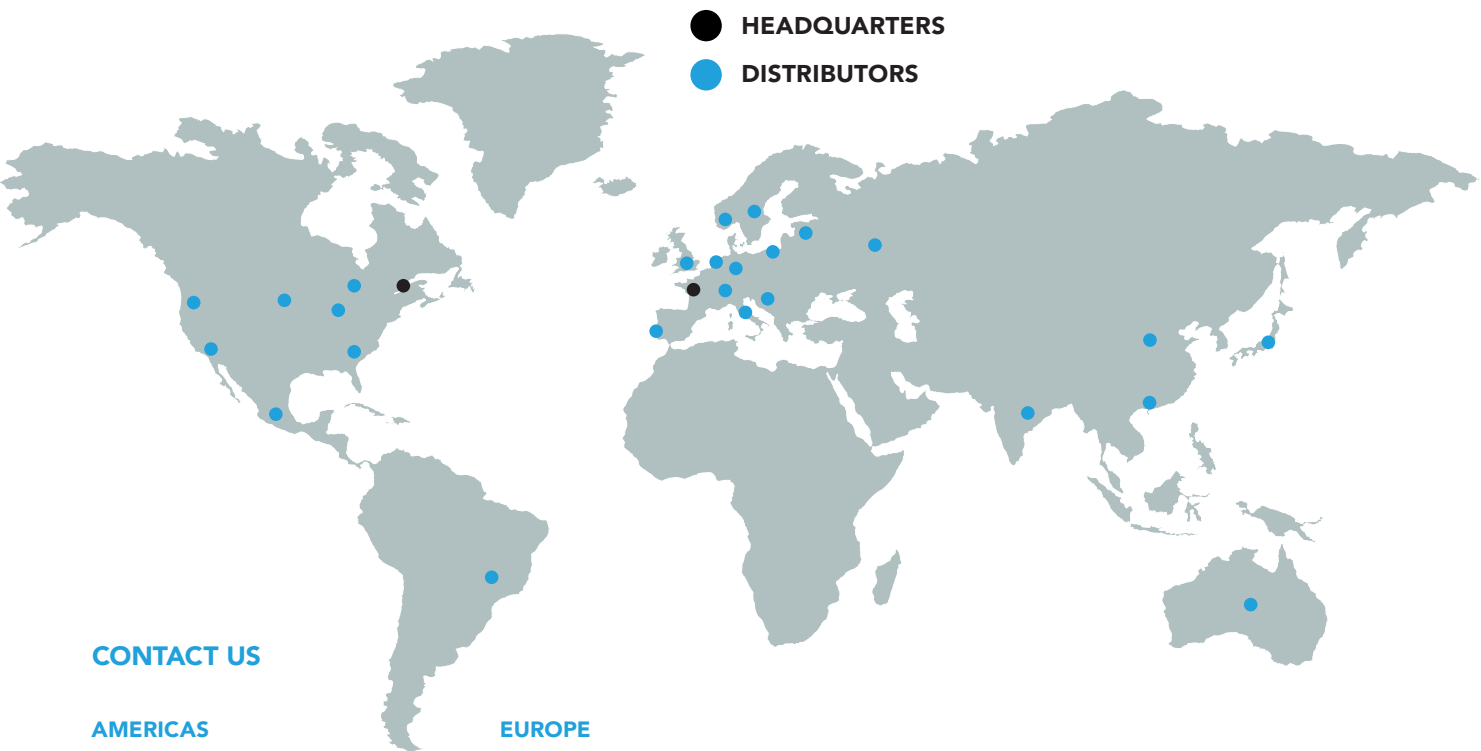 HEADQUARTERS
DISTRIBUTORS
CONTACT US
AMERICAS
EUROPE